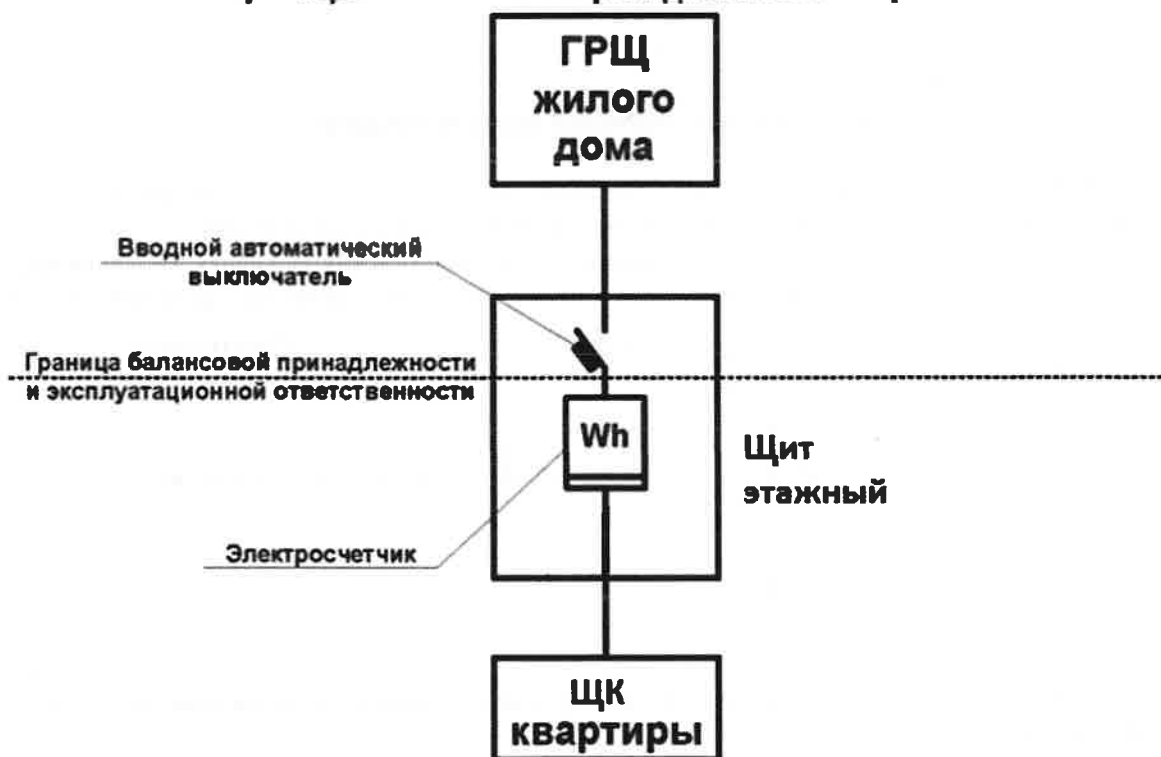 ГРЩ
жилого
дома
Вводной автоматический
выключатель
Граница балансовой принадлежности
и эксплуатационной ответственности
Wh
Щит
этажный
Электросчетчик
ЩК
квартиры